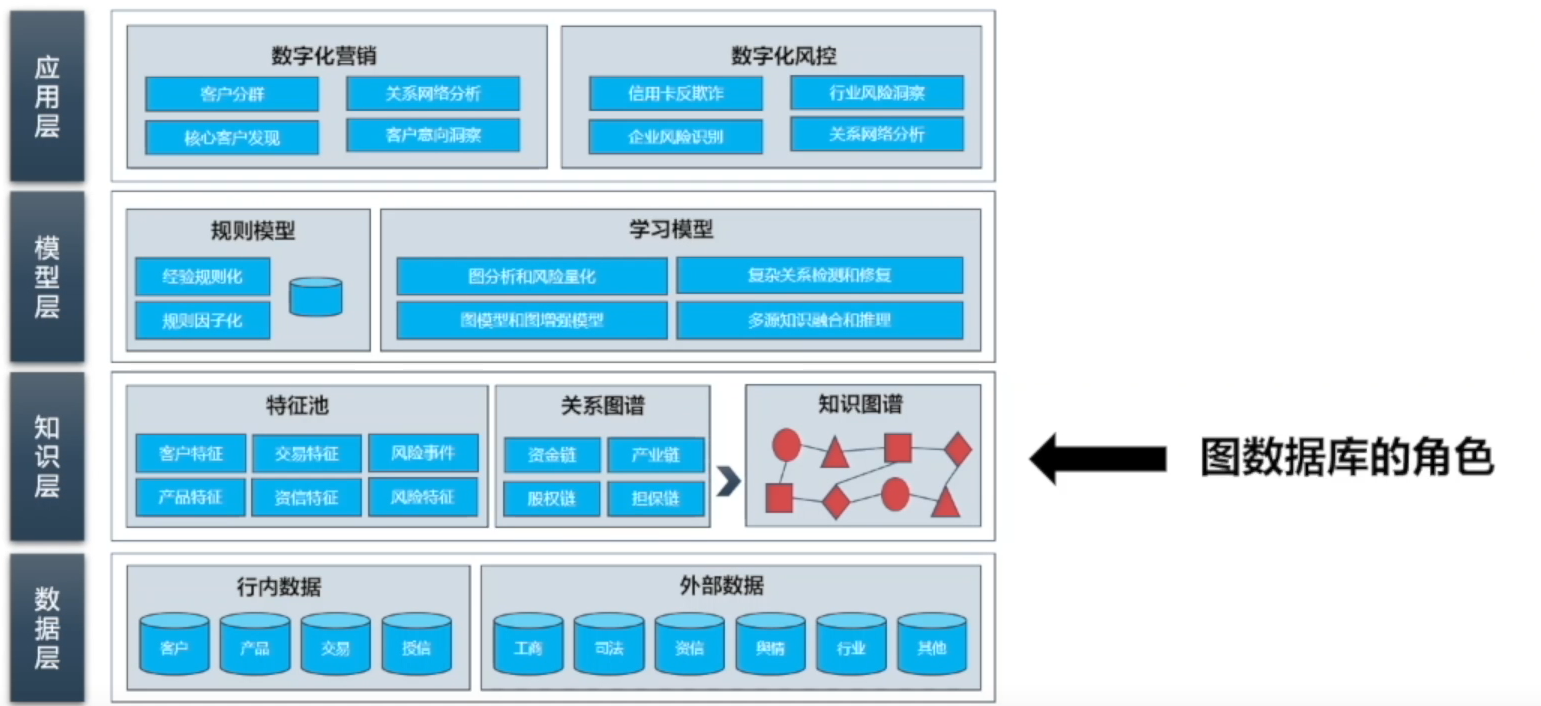 应用层
数字化营销
客户分群
关系网络分析
核心客户发现
客户意向洞察
数字化风控
信用卡反欺诈
行业风险洞察
企业风险识别
关系网络分析
模型层
规则模型
经验规则化
规则因子化
学习模型
图分析和风险量化
复杂关系检测和修复
图模型和图增强模型
多源知识融合和推理
知识层
特征池
客户特征
交易特征
风险事件
产品特征
资信特征
风险特征
关系图谱
资金链
产业链
股权链
担保链
知识图谱
图数据库的角色
数据层
行内数据
客户
产品
交易
授信
外部数据
工商
司法
资信
舆情
行业
其他